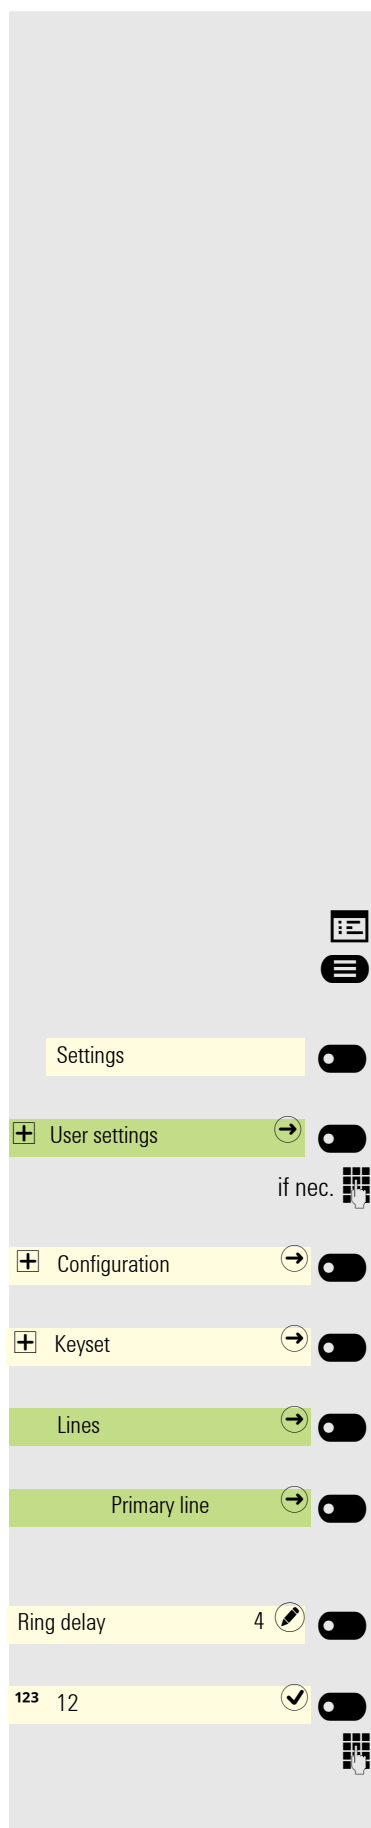 Settings
User settings
if nec.
Configuration
Keyset
Lines
Primary line
Ring delay 4
123 12